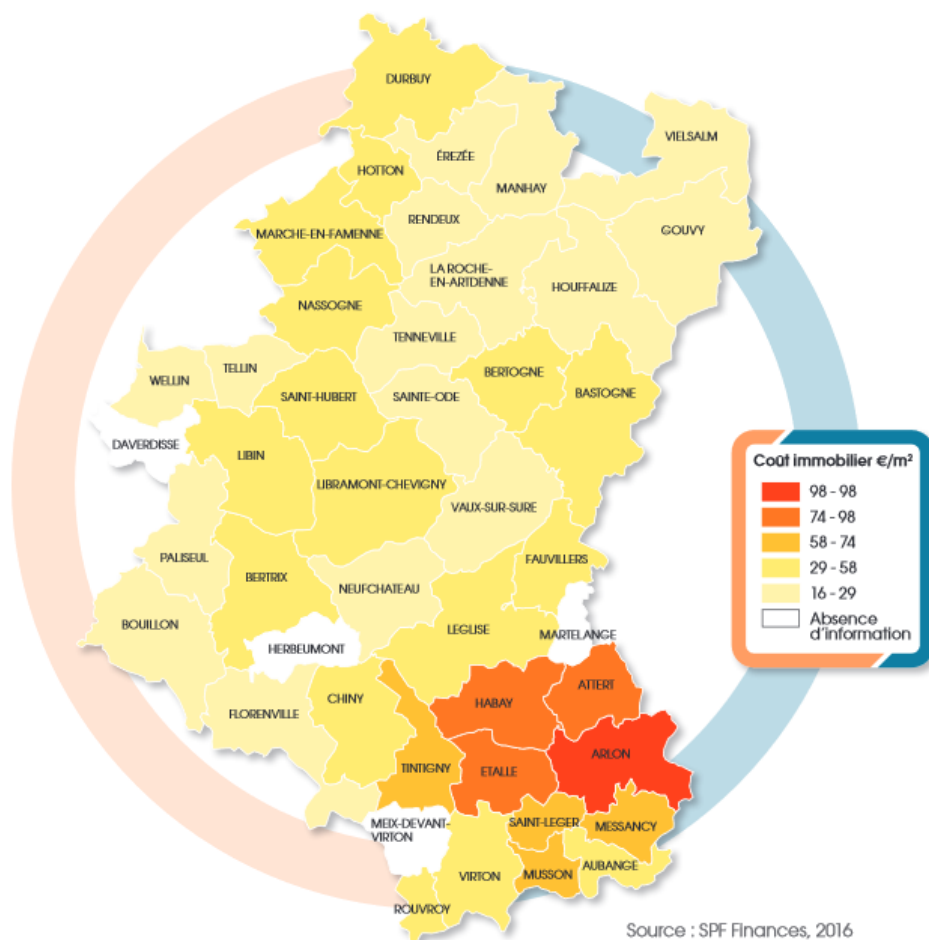 DURBUY
VIELSALM
ÉREZÉE
HOTTON
MANHAY
RENDEUX
GOUVY
MARCHE-EN-FAMENNE
LA ROCHE-
EN-ARTDENNE
HOUFFALIZE
NASSOGNE
TENNEVILLE
TELLIN
BERTOGNE
WELLIN
BASTOGNE
SAINT-HUBERT
SAINTE-ODE
DAVERDISSE
LIBIN
LIBRAMONT-CHEVIGNY
VAUX-SUR-SURE
PALISEUL
FAUVILLERS
BERTRIX
NEUFCHATEAU
BOUILLON
LEGLISE
MARTELANGE
HERBEUMONT
ATTERT
CHINY
HABAY
FLORENVILLE
ARLON
TINTIGNY
ETALLE
MEIX-DEVANT-
VIRTON
SAINT-LEGER
MESSANCY
AUBANGE
VIRTON
MUSSON
ROUVROY
Coût immobilier €/m²
98 - 98
74 - 98
58 - 74
29 - 58
16 - 29
Absence
d'information
Source : SPF Finances, 2016